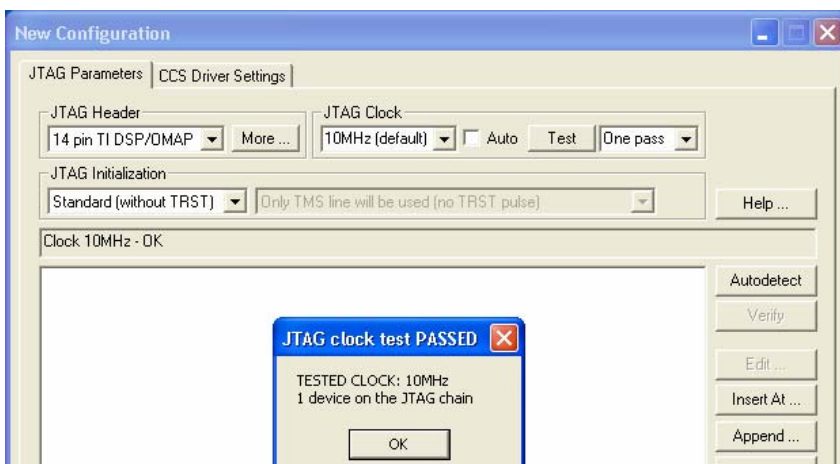 New Configuration
JTAG Parameters CCS Driver Settings
JTAG Header JTAG Clock
14 pin TI DSP/OMAP More ... 10MHz (default) Auto Test One pass
JTAG Initialization
Standard (without TRST) Only TMS line will be used (no TRST pulse) Help ...
Clock 10MHz - OK
Autodetect
Verify
JTAG clock test PASSED
Edit ...
TESTED CLOCK: 10MHz
1 device on the JTAG chain
Insert At ...
Append ...
OK